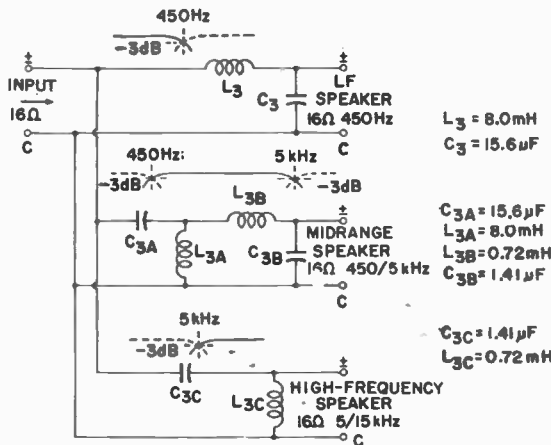 450Hz
-3dB
±
±
INPUT
16Ω
L3
C3
LF
SPEAKER
16Ω 450Hz
C
C
L3 = 8.0mH
C3 = 15.6µF
450Hz:
5kHz
-3dB
-3dB
L3B
±
C3A
L3A
C3B
MIDRANGE
SPEAKER
16Ω 450/5kHz
C
C3A = 15.6µF
L3A = 8.0mH
L3B = 0.72mH
C3B = 1.41µF
5kHz
-3dB
±
C3C
L3C
HIGH-FREQUENCY
SPEAKER
16Ω 5/15kHz
C
C3C = 1.41µF
L3C = 0.72mH